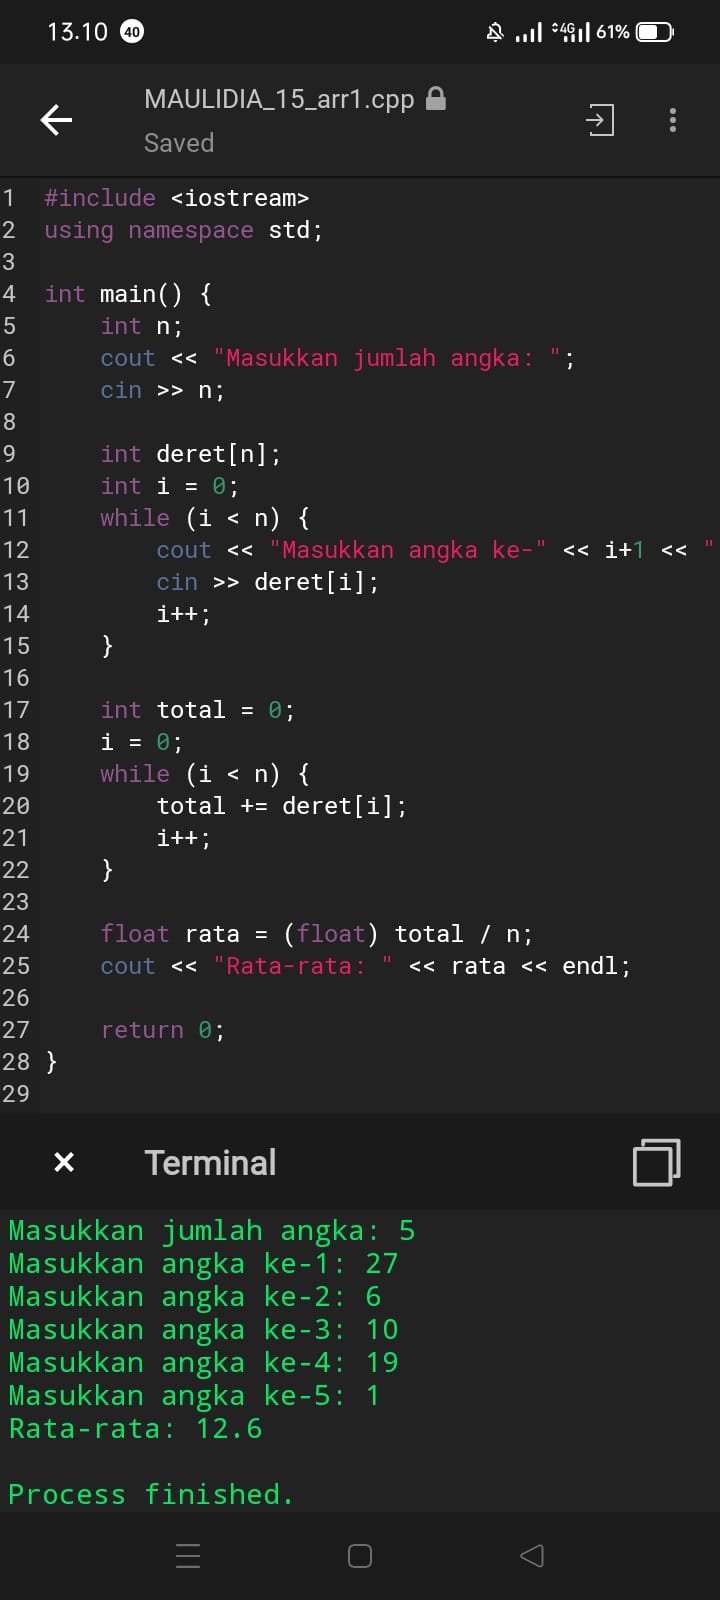 13.10 40 4G 61%
MAULIDIA_15_arr1.cpp
Saved
1 #include <iostream>
2 using namespace std;
3
4 int main() {
5     int n;
6     cout << "Masukkan jumlah angka: ";
7     cin >> n;
8
9     int deret[n];
10     int i = 0;
11     while (i < n) {
12         cout << "Masukkan angka ke-" << i+1 << "
13         cin >> deret[i];
14         i++;
15     }
16
17     int total = 0;
18     i = 0;
19     while (i < n) {
20         total += deret[i];
21         i++;
22     }
23
24     float rata = (float) total / n;
25     cout << "Rata-rata: " << rata << endl;
26
27     return 0;
28 }
29
× Terminal
Masukkan jumlah angka: 5
Masukkan angka ke-1: 27
Masukkan angka ke-2: 6
Masukkan angka ke-3: 10
Masukkan angka ke-4: 19
Masukkan angka ke-5: 1
Rata-rata: 12.6
Process finished.